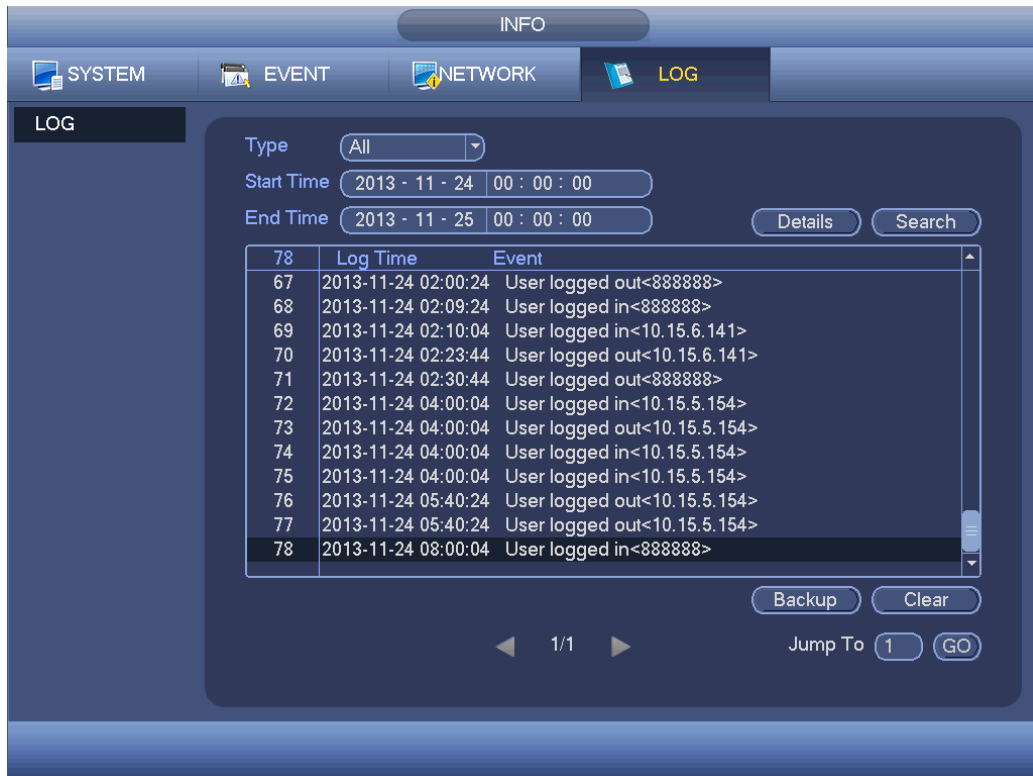 INFO
SYSTEM EVENT NETWORK LOG
LOG
Type All
Start Time 2013 - 11 - 24 00 : 00 : 00
End Time 2013 - 11 - 25 00 : 00 : 00
Details Search
78 Log Time Event
67 2013-11-24 02:00:24 User logged out<888888>
68 2013-11-24 02:09:24 User logged in<888888>
69 2013-11-24 02:10:04 User logged in<10.15.6.141>
70 2013-11-24 02:23:44 User logged out<10.15.6.141>
71 2013-11-24 02:30:44 User logged out<888888>
72 2013-11-24 04:00:04 User logged in<10.15.5.154>
73 2013-11-24 04:00:04 User logged out<10.15.5.154>
74 2013-11-24 04:00:04 User logged in<10.15.5.154>
75 2013-11-24 04:00:04 User logged in<10.15.5.154>
76 2013-11-24 05:40:24 User logged out<10.15.5.154>
77 2013-11-24 05:40:24 User logged out<10.15.5.154>
78 2013-11-24 08:00:04 User logged in<888888>
Backup Clear
1/1 Jump To 1 GO